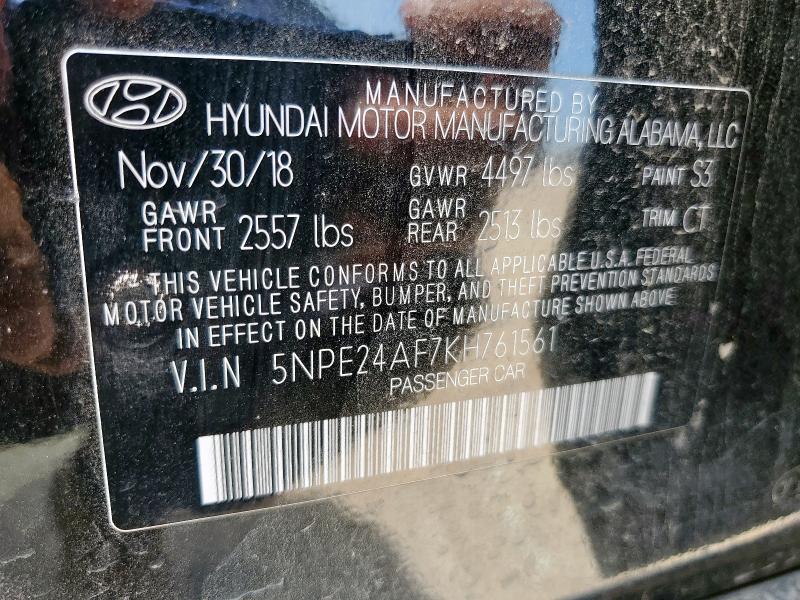 MANUFACTURED BY
HYUNDAI MOTOR MANUFACTURING ALABAMA, LLC
Nov/30/18 GVWR 4497 lbs PAINT S3
GAWR FRONT 2557 lbs GAWR REAR 2513 lbs TRIM CT
THIS VEHICLE CONFORMS TO ALL APPLICABLE U.S.A. FEDERAL
MOTOR VEHICLE SAFETY, BUMPER, AND THEFT PREVENTION STANDARDS
IN EFFECT ON THE DATE OF MANUFACTURE SHOWN ABOVE
V.I.N 5NPE24AF7KH761561
PASSENGER CAR